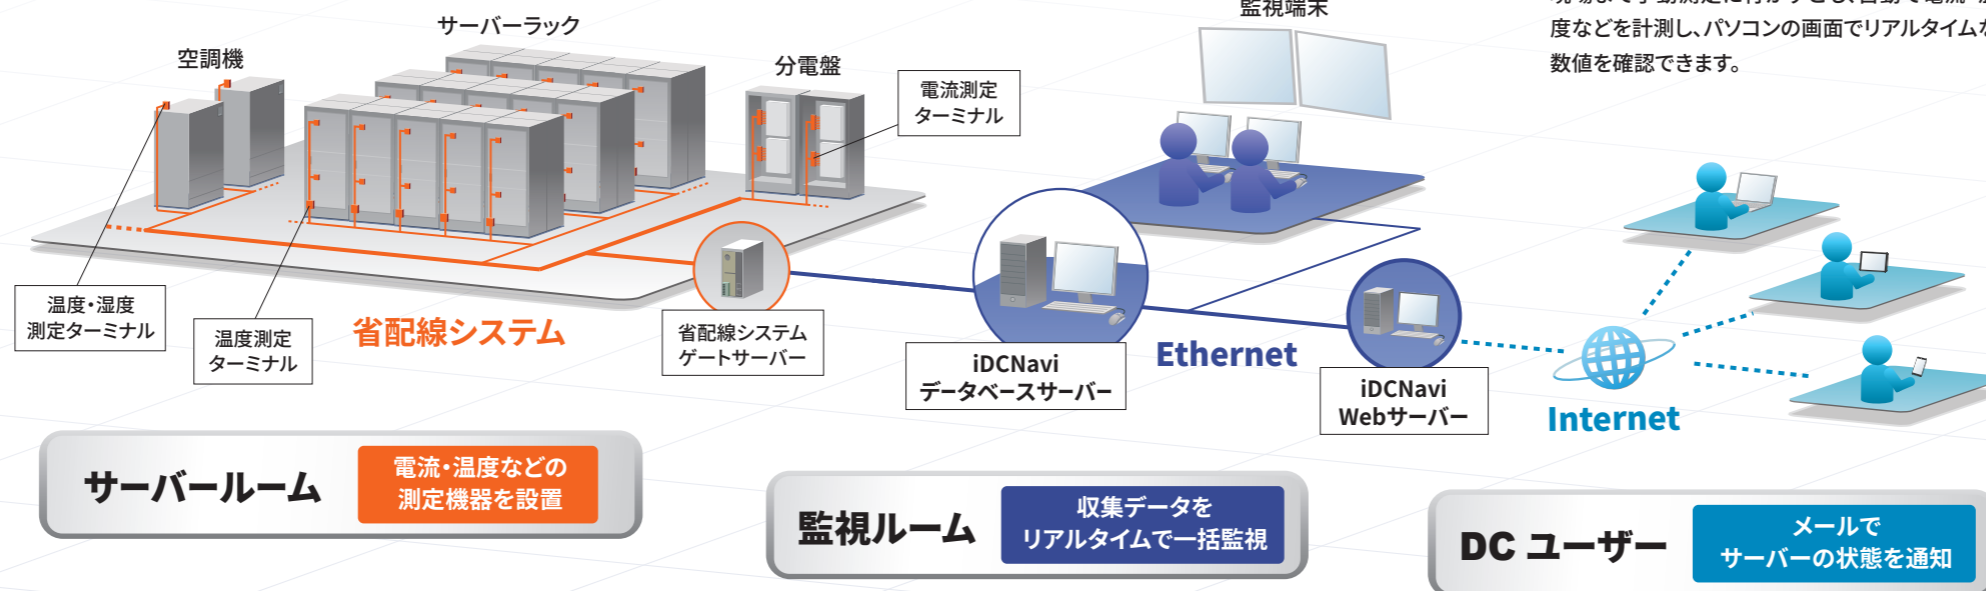 サーバーラック
空調機
分電盤
電流測定
ターミナル
監視端末
度などを計測し、パソコンの画面でリアルタイムな
数値を確認できます。
温度・湿度
測定ターミナル
温度測定
ターミナル
省配線システム
省配線システム
ゲートサーバー
iDCNavi
データベースサーバー
Ethernet
iDCNavi
Webサーバー
Internet
サーバールーム
電流・温度などの
測定機器を設置
監視ルーム
収集データを
リアルタイムで一括監視
DC ユーザー
メールで
サーバーの状態を通知